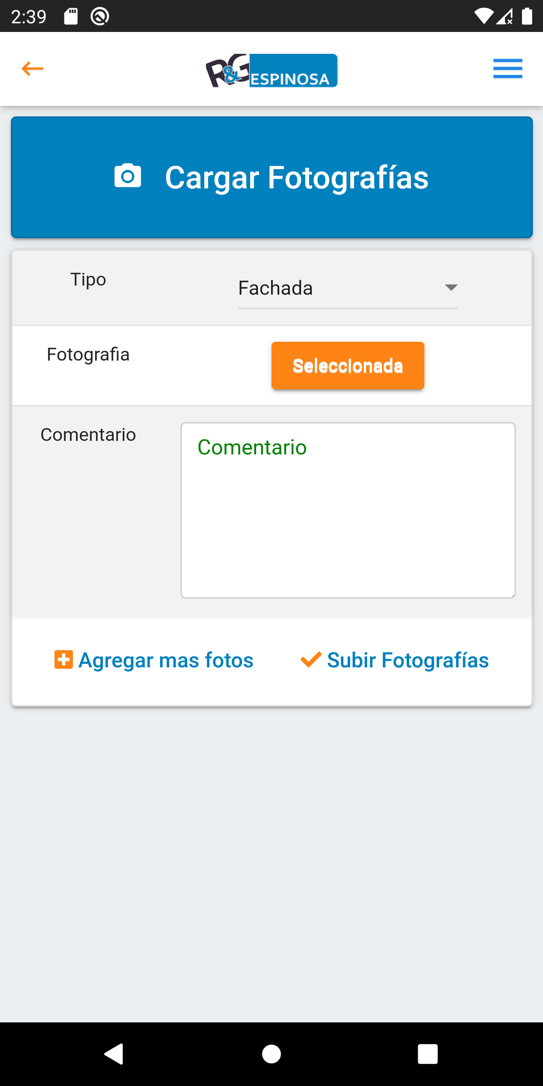 2:39
R&G ESPINOSA
Cargar Fotografías
Tipo
Fachada
Fotografia
Seleccionada
Comentario
Comentario
Agregar mas fotos
Subir Fotografías